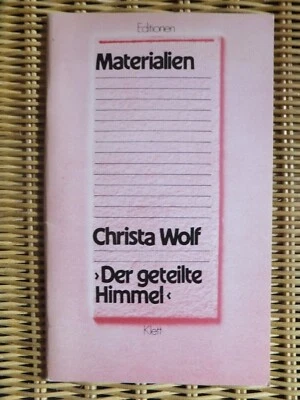 Editionen
Materialien
Christa Wolf
›Der geteilte
Himmel‹
Klett